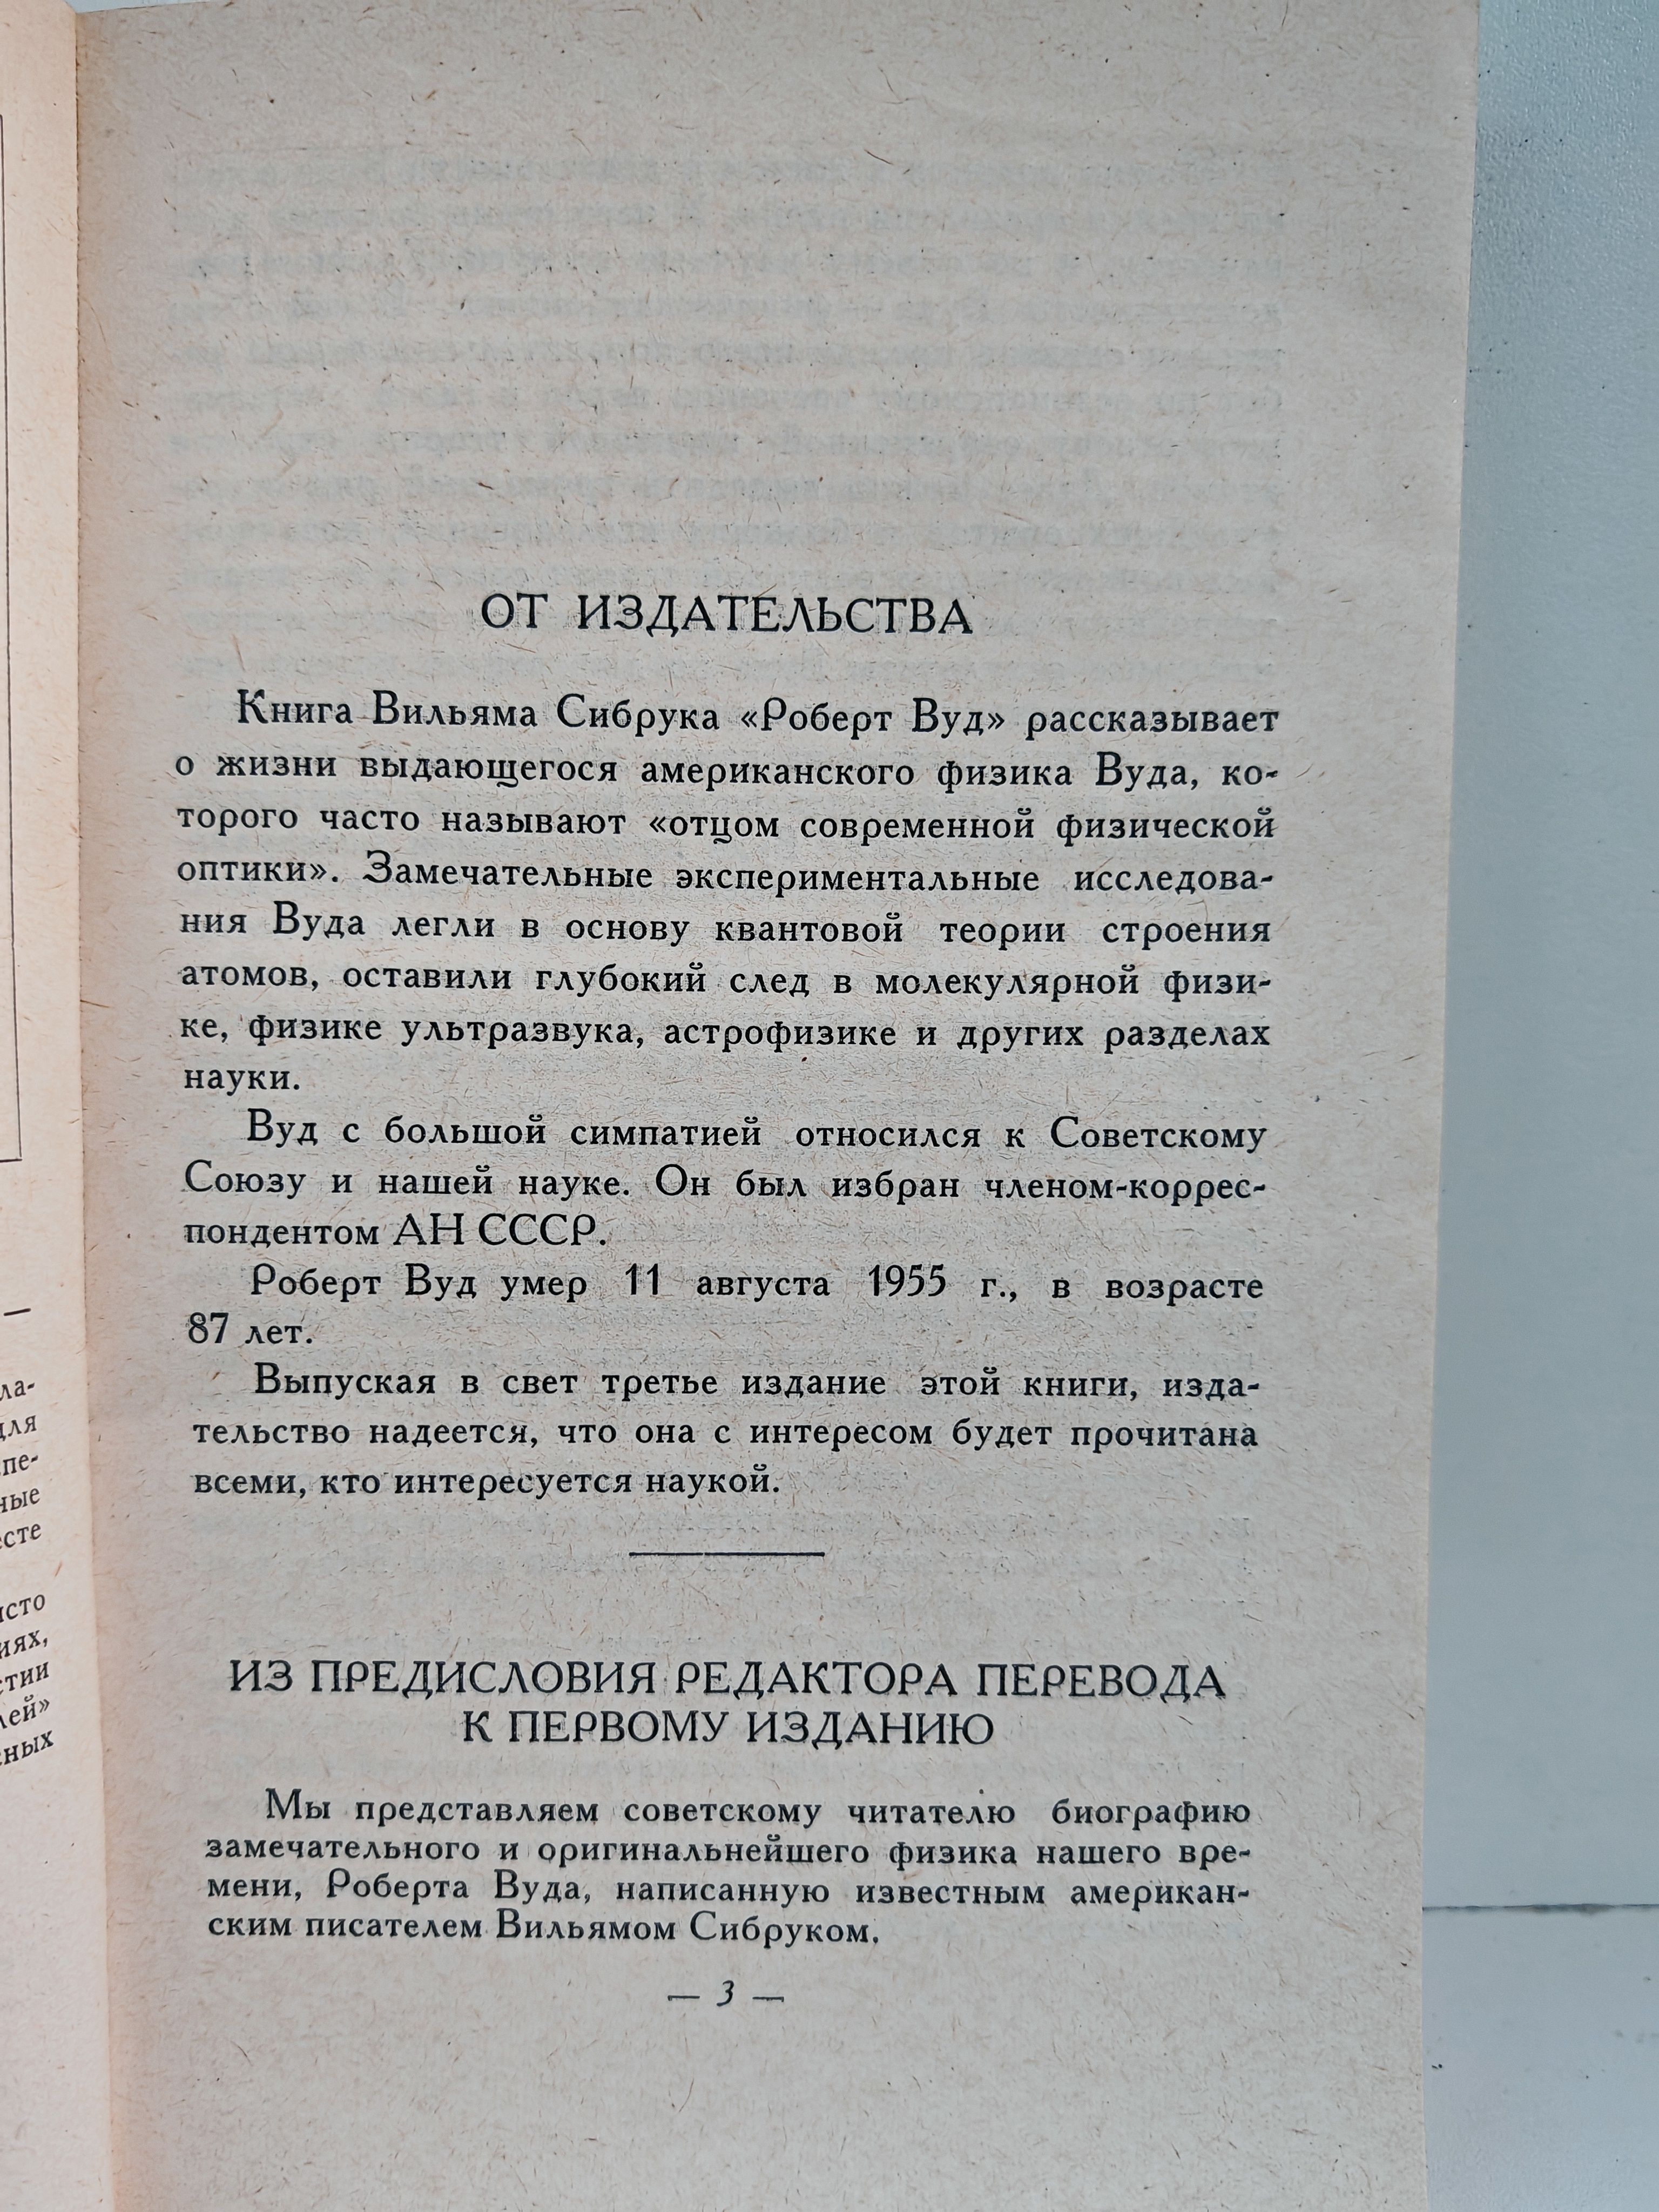 ОТ ИЗДАТЕЛЬСТВА
Книга Вильяма Сибрука «Роберт Вуд» рассказывает
о жизни выдающегося американского физика Вуда, ко-
торого часто называют «отцом современной физической
оптики». Замечательные экспериментальные исследова-
ния Вуда легли в основу квантовой теории строения
атомов, оставили глубокий след в молекулярной физи-
ке, физике ультразвука, астрофизике и других разделах
науки.
Вуд с большой симпатией относился к Советскому
Союзу и нашей науке. Он был избран членом-коррес-
пондентом АН СССР.
Роберт Вуд умер 11 августа 1955 г., в возрасте
87 лет.
Выпуская в свет третье издание этой книги, изда-
тельство надеется, что она с интересом будет прочитана
всеми, кто интересуется наукой.
ИЗ ПРЕДИСЛОВИЯ РЕДАКТОРА ПЕРЕВОДА
К ПЕРВОМУ ИЗДАНИЮ
Мы представляем советскому читателю биографию
замечательного и оригинальнейшего физика нашего вре-
мени, Роберта Вуда, написанную известным американ-
ским писателем Вильямом Сибруком.
— 3 —